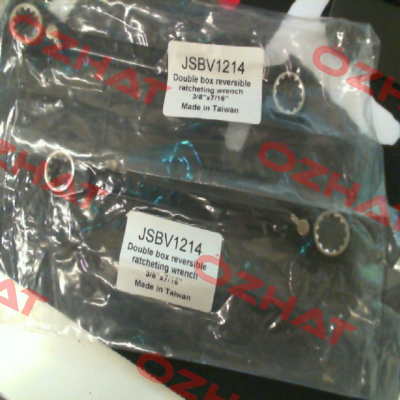 JSBV1214
Double box reversible
ratcheting wrench
3/8"x7/16"
Made in Taiwan
JSBV1214
Double box reversible
ratcheting wrench
3/8"x7/16"
Made in Taiwan
OZHAT
OZHAT
OZHAT
OZHAT
OZHAT